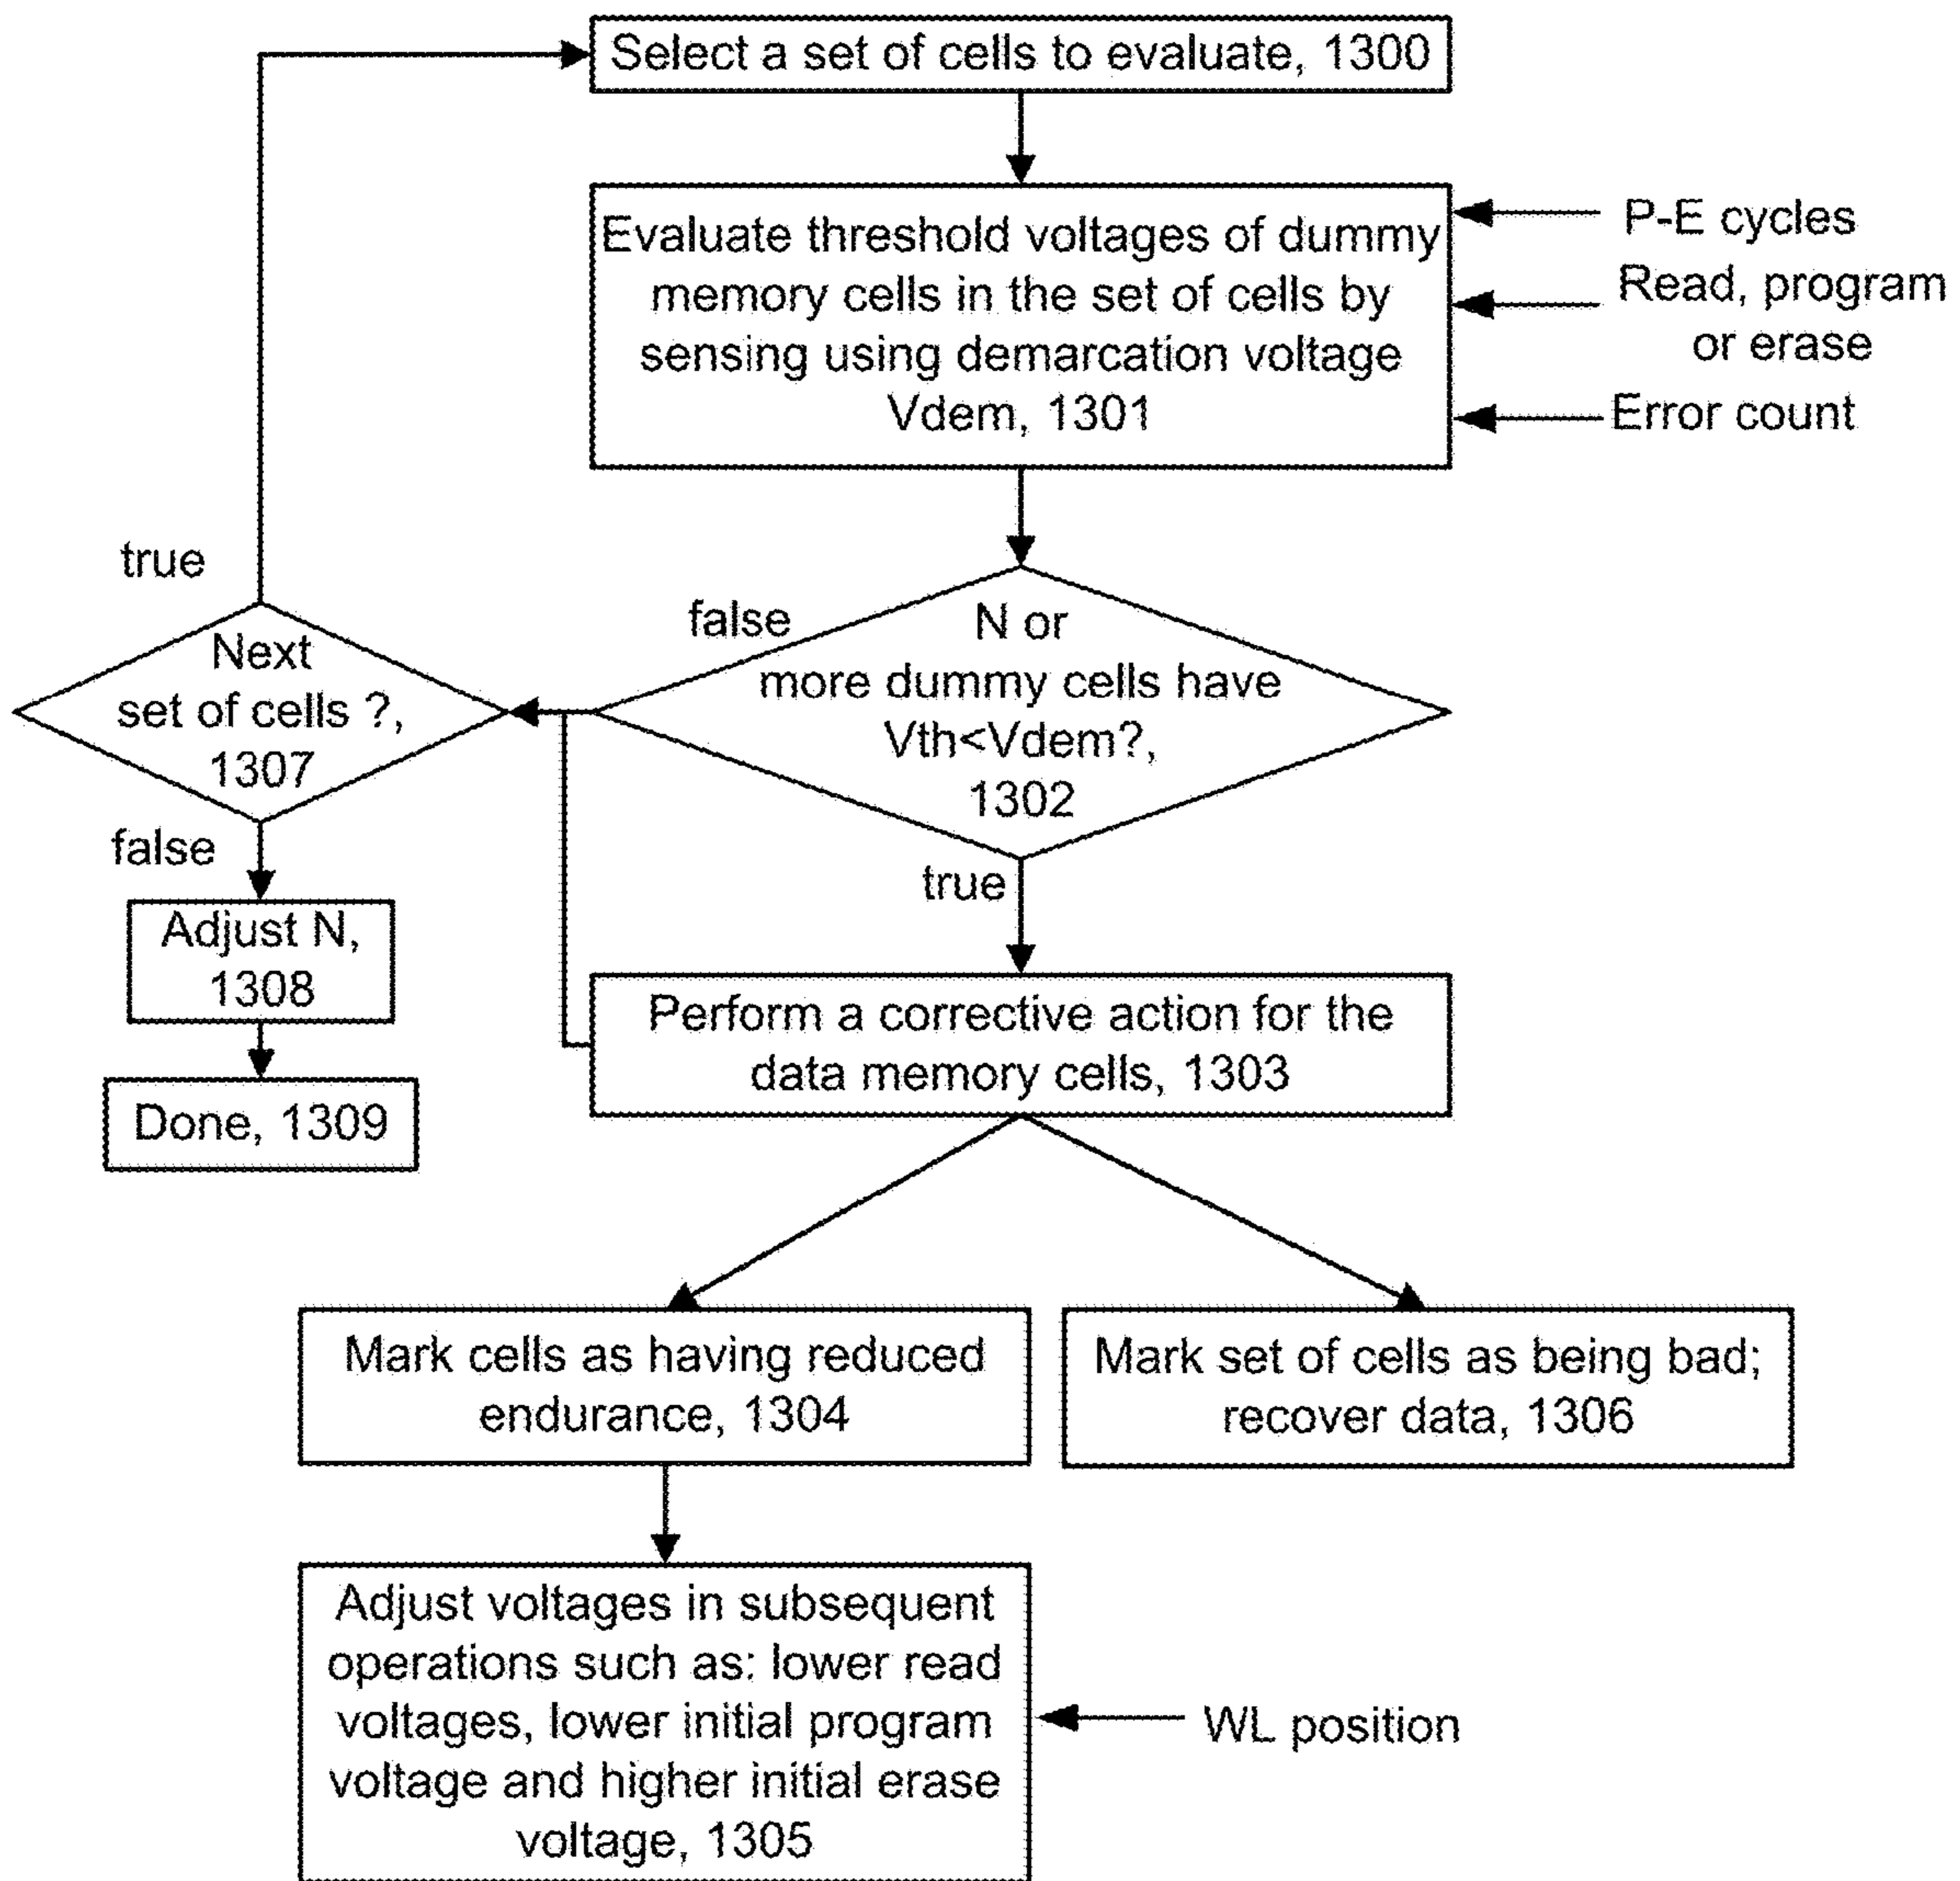 Select a set of cells to evaluate, 1300
Evaluate threshold voltages of dummy
memory cells in the set of cells by
sensing using demarcation voltage
Vdem, 1301
P-E cycles
Read, program
or erase
Error count
true
false
N or
more dummy cells have
Vth<Vdem?,
1302
Next
set of cells ?,
1307
false
true
Adjust N,
1308
Done, 1309
Perform a corrective action for the
data memory cells, 1303
Mark cells as having reduced
endurance, 1304
Mark set of cells as being bad;
recover data, 1306
Adjust voltages in subsequent
operations such as: lower read
voltages, lower initial program
voltage and higher initial erase
voltage, 1305
WL position